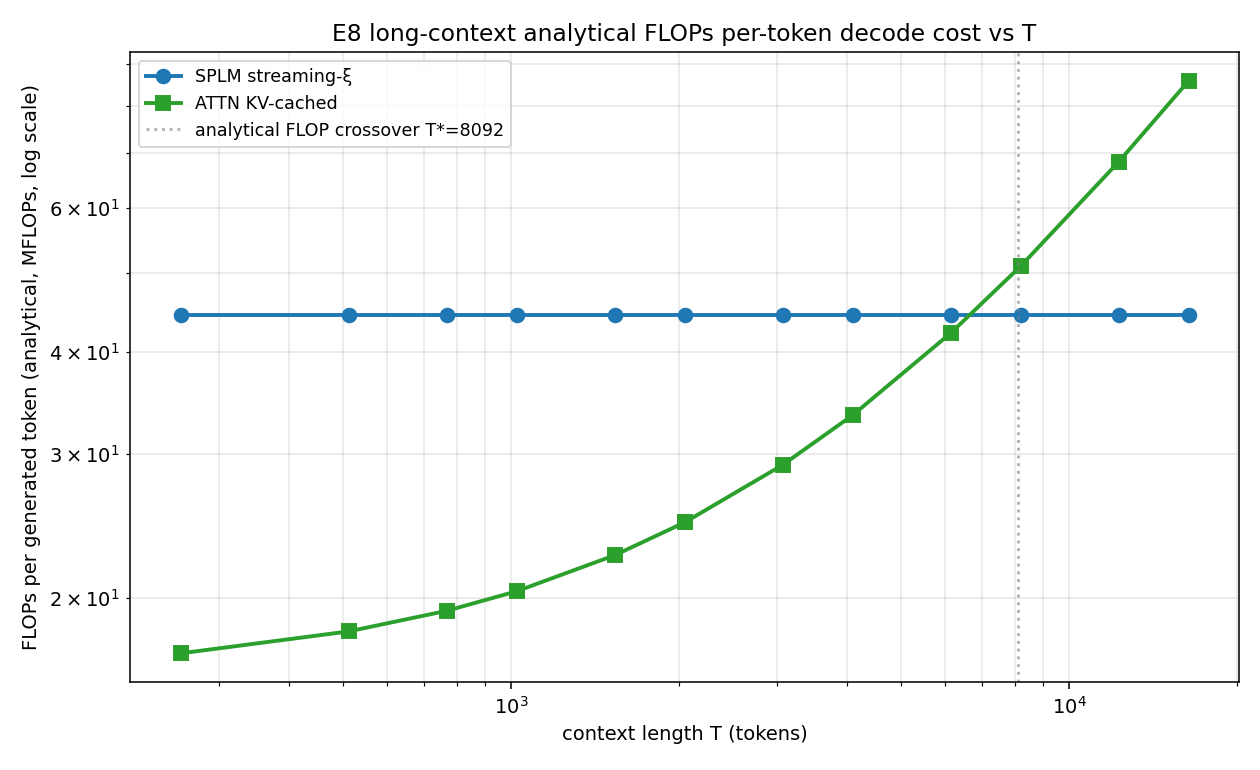 E8 long-context analytical FLOPs per-token decode cost vs T
SPLM streaming-ξ
ATTN KV-cached
analytical FLOP crossover T*=8092
FLOPs per generated token (analytical, MFLOPs, log scale)
6 × 10¹
4 × 10¹
3 × 10¹
2 × 10¹
10³
10⁴
context length T (tokens)